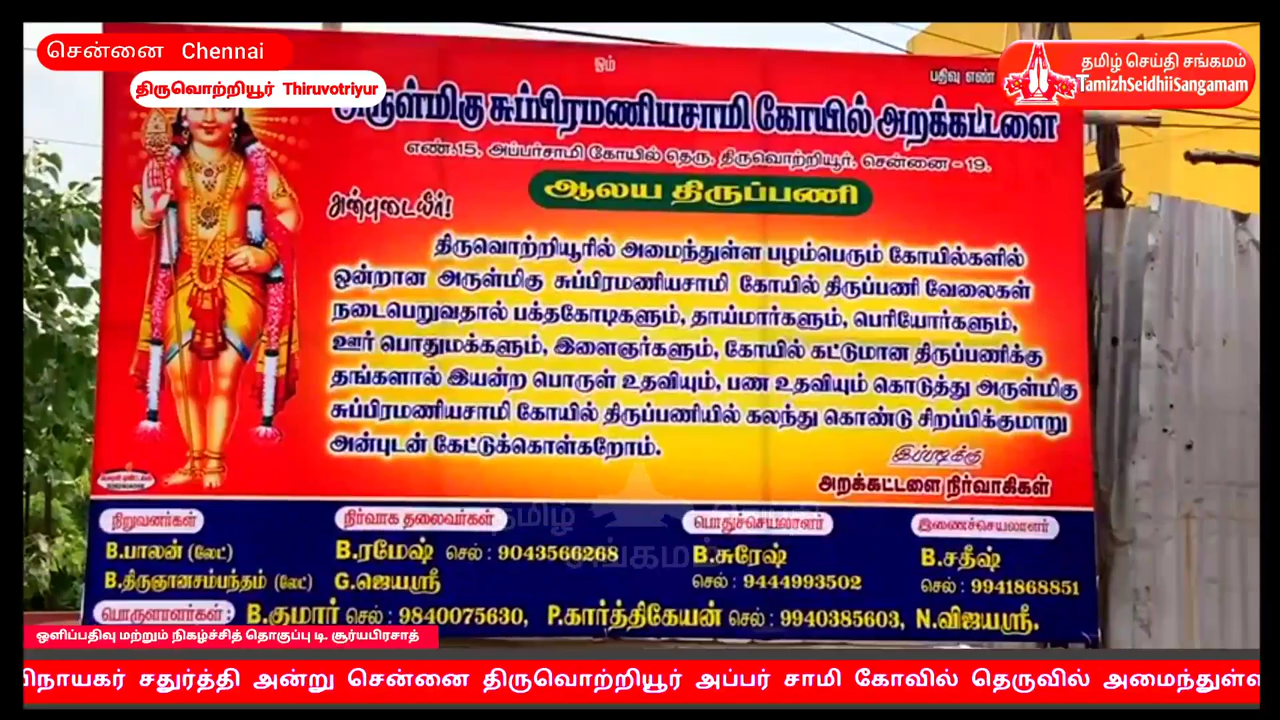 சென்னை Chennai
திருவொற்றியூர் Thiruvotriyur
தமிழ் செய்தி சங்கமம்
TamizhSeidhiiSangamam
ஓம்
பதிவு எண்
அருள்மிகு சுப்பிரமணியசாமி கோயில் அறக்கட்டளை
எண்.15, அப்பர்சாமி கோயில் தெரு, திருவொற்றியூர், சென்னை - 19.
ஆலய திருப்பணி
அன்புடையீர்!
திருவொற்றியூரில் அமைந்துள்ள பழம்பெரும் கோயில்களில்
ஒன்றான அருள்மிகு சுப்பிரமணியசாமி கோயில் திருப்பணி வேலைகள்
நடைபெறுவதால் பக்தகோடிகளும், தாய்மார்களும், பெரியோர்களும்,
ஊர் பொதுமக்களும், இளைஞர்களும், கோயில் கட்டுமான திருப்பணிக்கு
தங்களால் இயன்ற பொருள் உதவியும், பண உதவியும் கொடுத்து அருள்மிகு
சுப்பிரமணியசாமி கோயில் திருப்பணியில் கலந்து கொண்டு சிறப்பிக்குமாறு
அன்புடன் கேட்டுக்கொள்கறோம்.
இப்படிக்கு
அறக்கட்டளை நிர்வாகிகள்
நிறுவனர்கள் நிர்வாக தலைவர்கள் பொதுச்செயலாளர் இணைச்செயலாளர்
B.பாலன் (லேட்) B.ரமேஷ் செல் : 9043566268 B.சுரேஷ் B.சதீஷ்
B.திருஞானசம்பந்தம் (லேட்) G.ஜெயஸ்ரீ செல் : 9444993502 செல் : 9941868851
பொருளாளர்கள் : B.குமார் செல் : 9840075630, P.கார்த்திகேயன் செல் : 9940385603, N.விஜயஸ்ரீ.
தமிழ் செய்தி
சங்கமம்
ஒளிப்பதிவு மற்றும் நிகழ்ச்சித் தொகுப்பு டி. சூர்யபிரசாத்
விநாயகர் சதுர்த்தி அன்று சென்னை திருவொற்றியூர் அப்பர் சாமி கோவில் தெருவில் அமைந்துள்ள